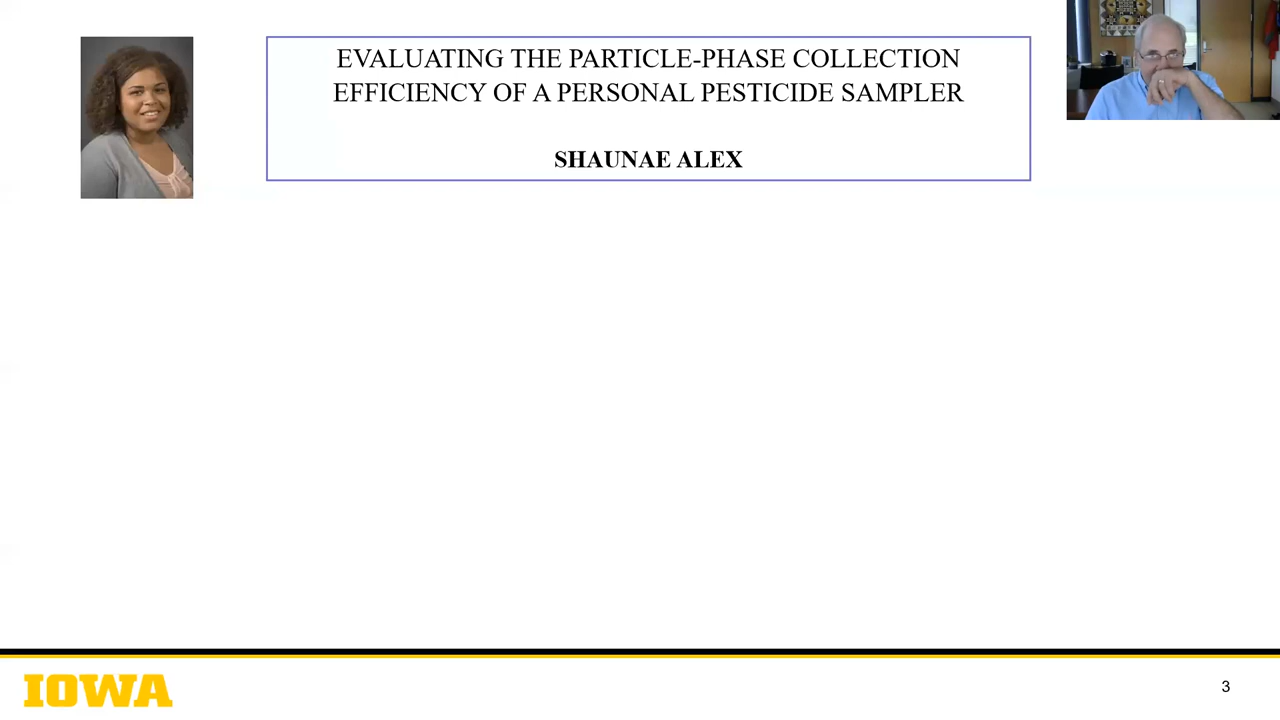 EVALUATING THE PARTICLE-PHASE COLLECTION
EFFICIENCY OF A PERSONAL PESTICIDE SAMPLER
SHAUNAE ALEX
IOWA
3